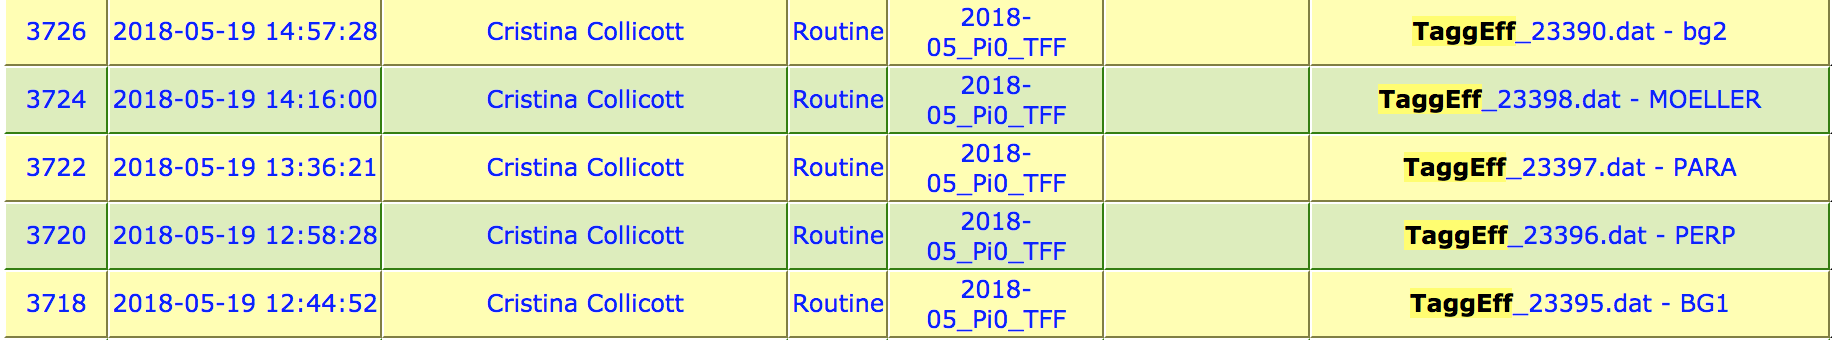 3726 2018-05-19 14:57:28 Cristina Collicott Routine 2018-
05_Pi0_TFF TaggEff_23390.dat - bg2
3724 2018-05-19 14:16:00 Cristina Collicott Routine 2018-
05_Pi0_TFF TaggEff_23398.dat - MOELLER
3722 2018-05-19 13:36:21 Cristina Collicott Routine 2018-
05_Pi0_TFF TaggEff_23397.dat - PARA
3720 2018-05-19 12:58:28 Cristina Collicott Routine 2018-
05_Pi0_TFF TaggEff_23396.dat - PERP
3718 2018-05-19 12:44:52 Cristina Collicott Routine 2018-
05_Pi0_TFF TaggEff_23395.dat - BG1